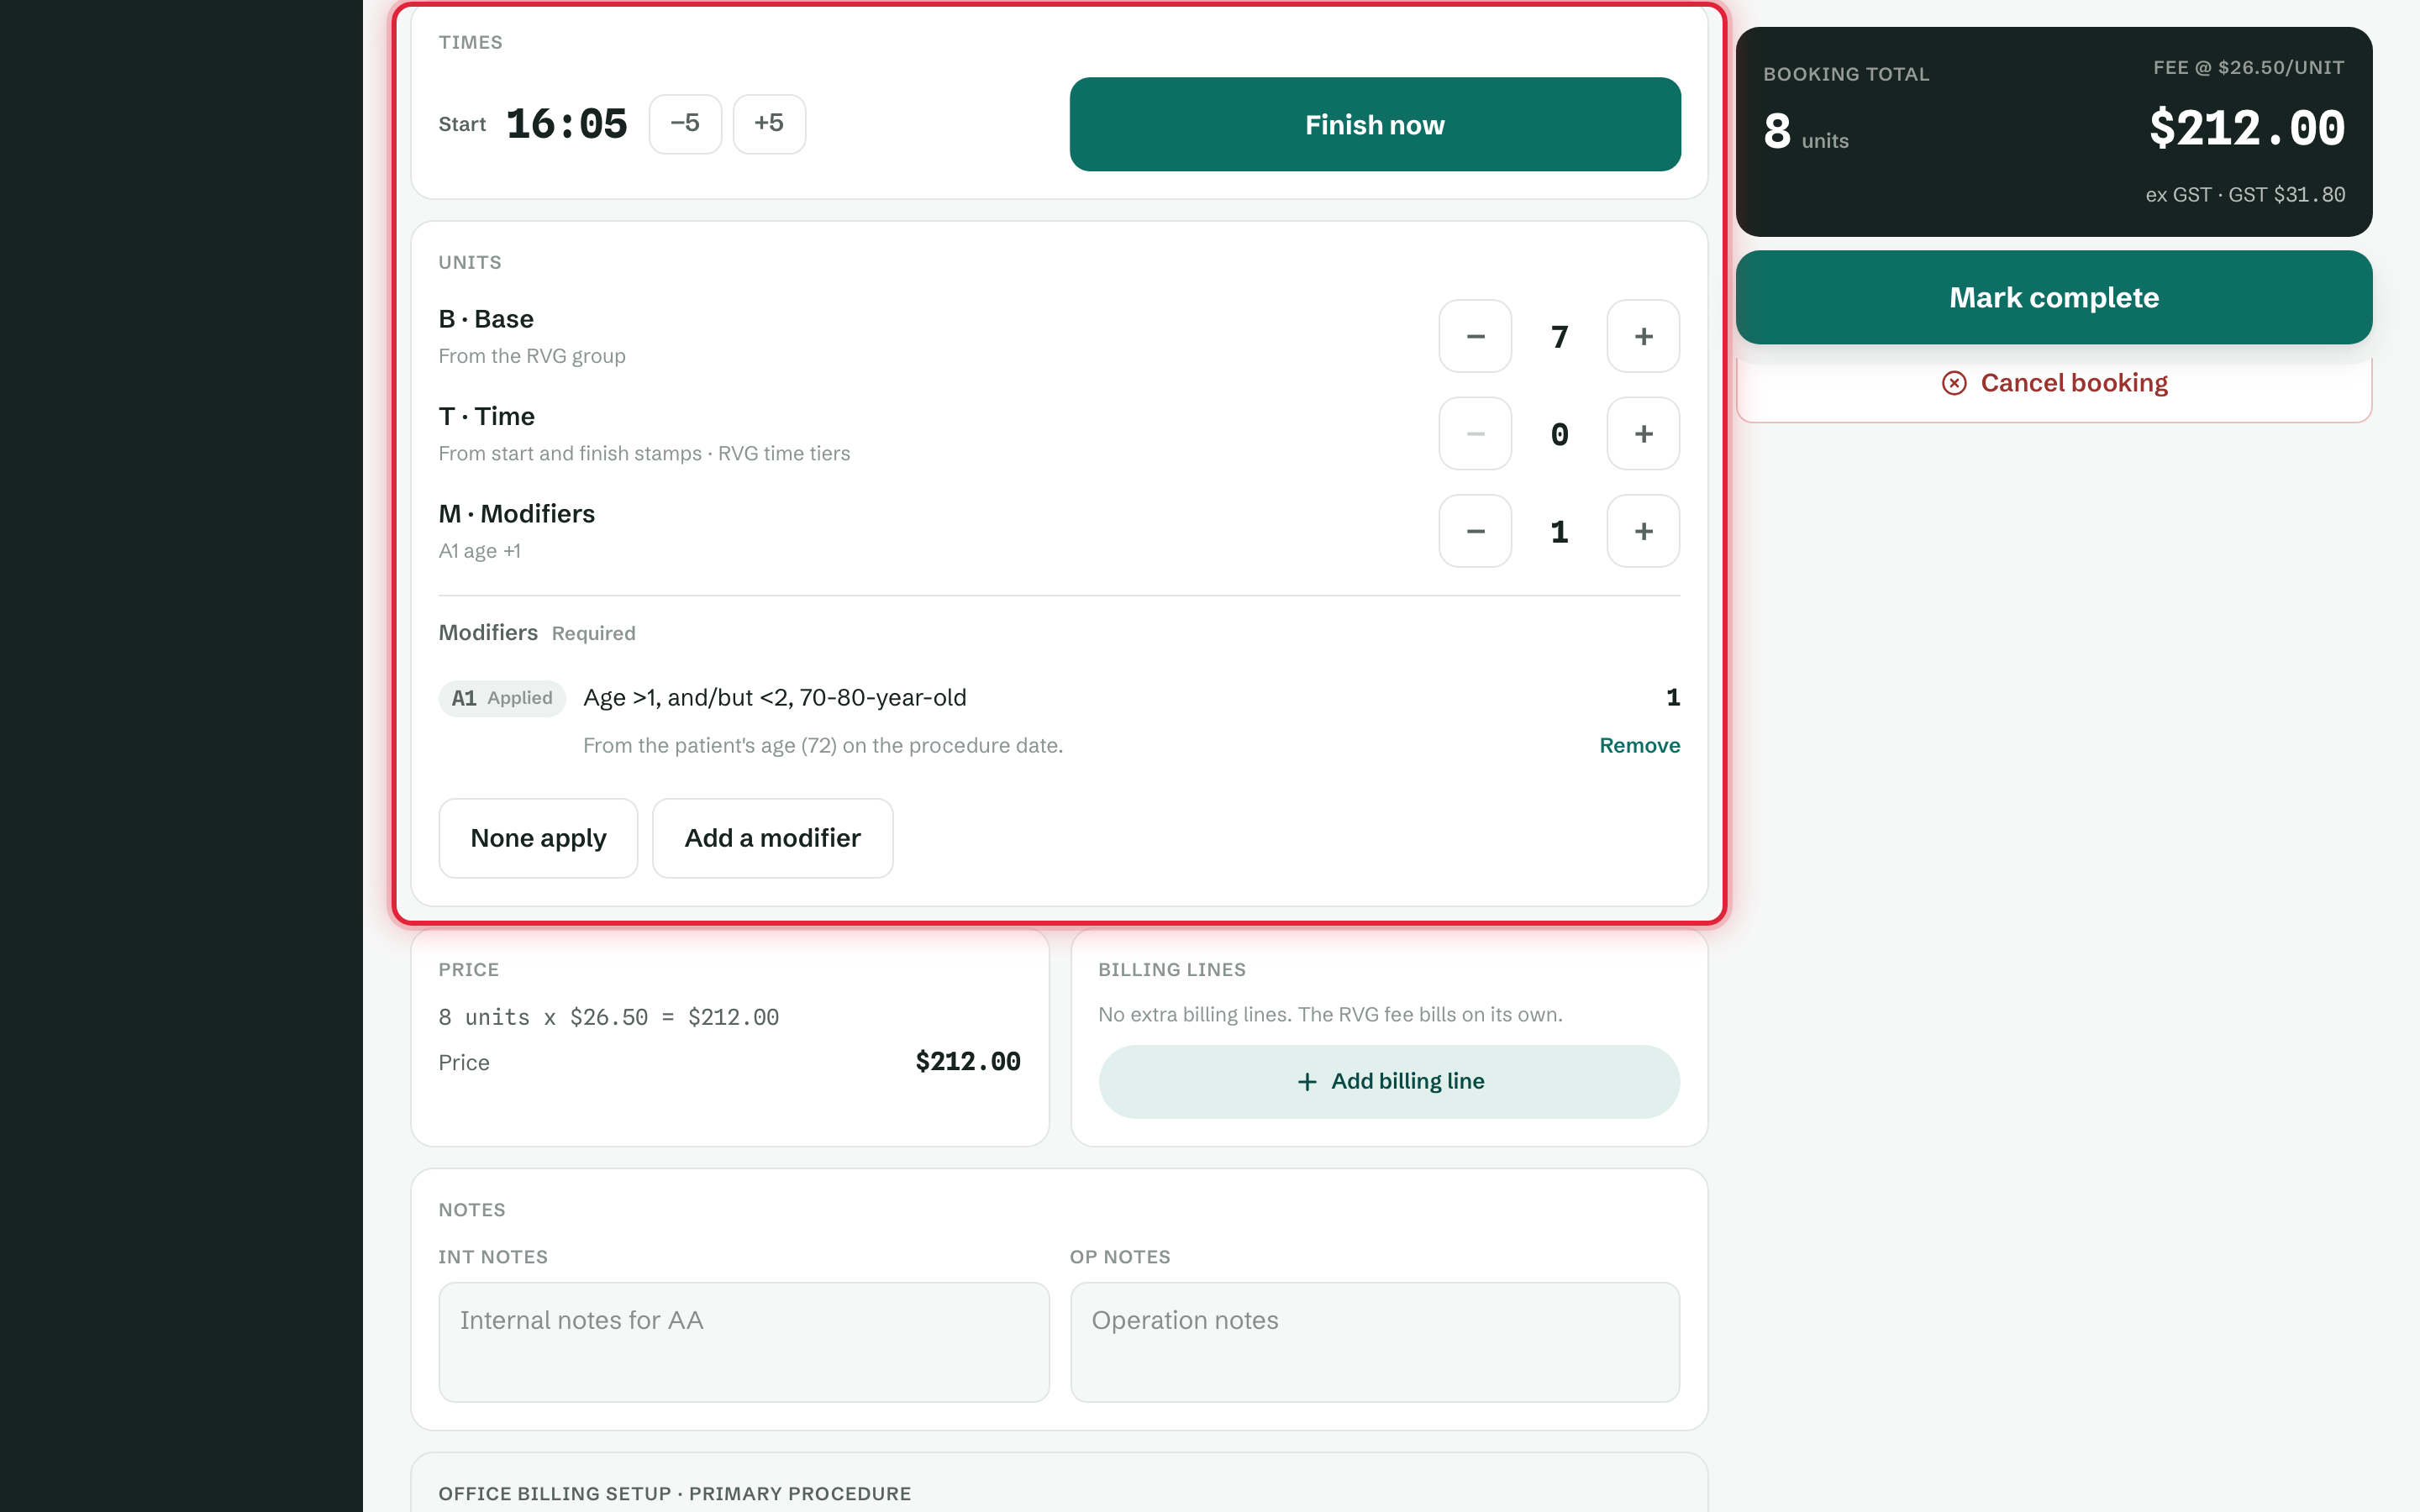 TIMES
Start 16:05 −5 +5 Finish now
UNITS
B · Base
From the RVG group
− 7 +
T · Time
From start and finish stamps · RVG time tiers
− 0 +
M · Modifiers
A1 age +1
− 1 +
Modifiers Required
A1 Applied Age >1, and/but <2, 70-80-year-old 1
From the patient's age (72) on the procedure date. Remove
None apply Add a modifier
PRICE
8 units x $26.50 = $212.00
Price $212.00
BILLING LINES
No extra billing lines. The RVG fee bills on its own.
+ Add billing line
NOTES
INT NOTES
Internal notes for AA
OP NOTES
Operation notes
OFFICE BILLING SETUP · PRIMARY PROCEDURE
BOOKING TOTAL
8 units
FEE @ $26.50/UNIT
$212.00
ex GST · GST $31.80
Mark complete
Cancel booking